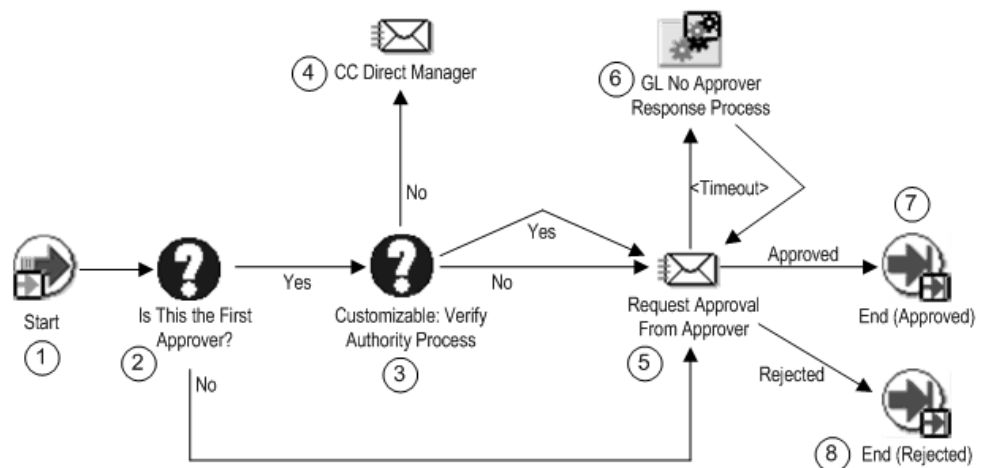 4 CC Direct Manager
6 GL No Approver
Response Process
No
<Timeout>
7
Yes
Approved
Yes
No
Start
1
Is This the First
Approver?
2
Customizable: Verify
Authority Process
3
Request Approval
From Approver
5
End (Approved)
No
Rejected
8 End (Rejected)